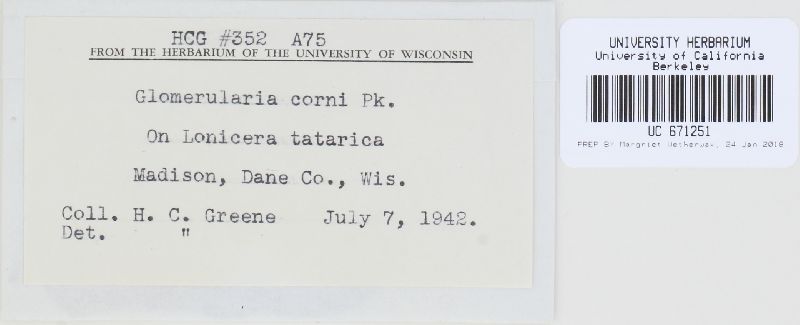 HCG #352 A75
FROM THE HERBARIUM OF THE UNIVERSITY OF WISCONSIN
Glomerularia corni Pk.
On Lonicera tatarica
Madison, Dane Co., Wis.
Coll. H. C. Greene July 7, 1942.
Det. "
UNIVERSITY HERBARIUM
University of California
Berkeley
UC 671251
PREP BY Margriet Wetherwax, 24 Jan 2018